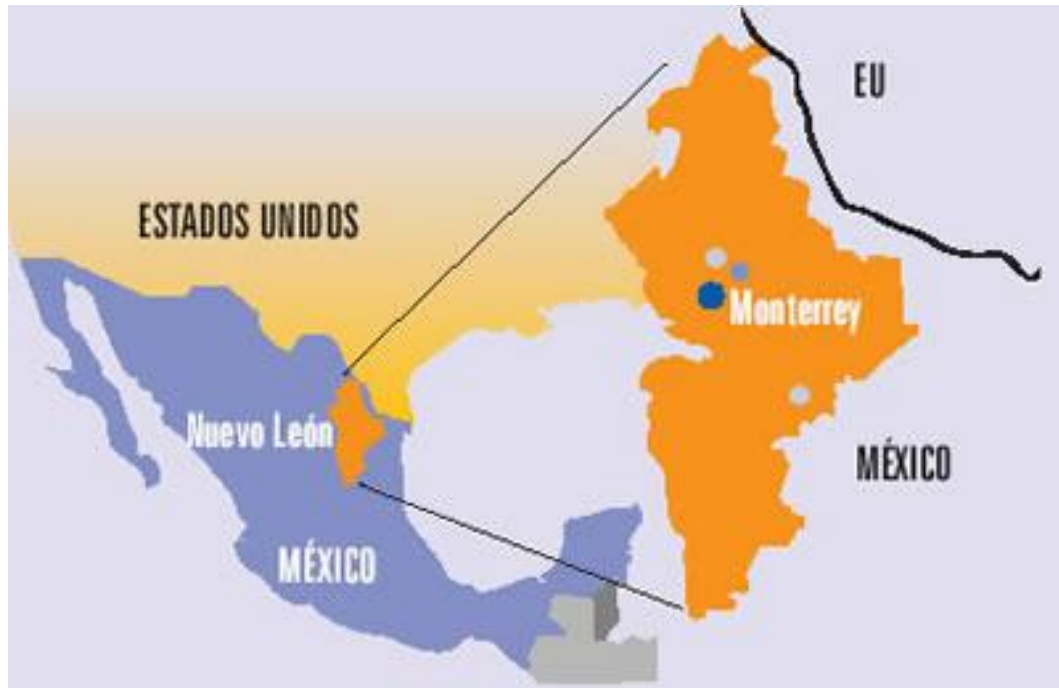 EU
ESTADOS UNIDOS
Monterrey
Nuevo León
MÉXICO
MÉXICO